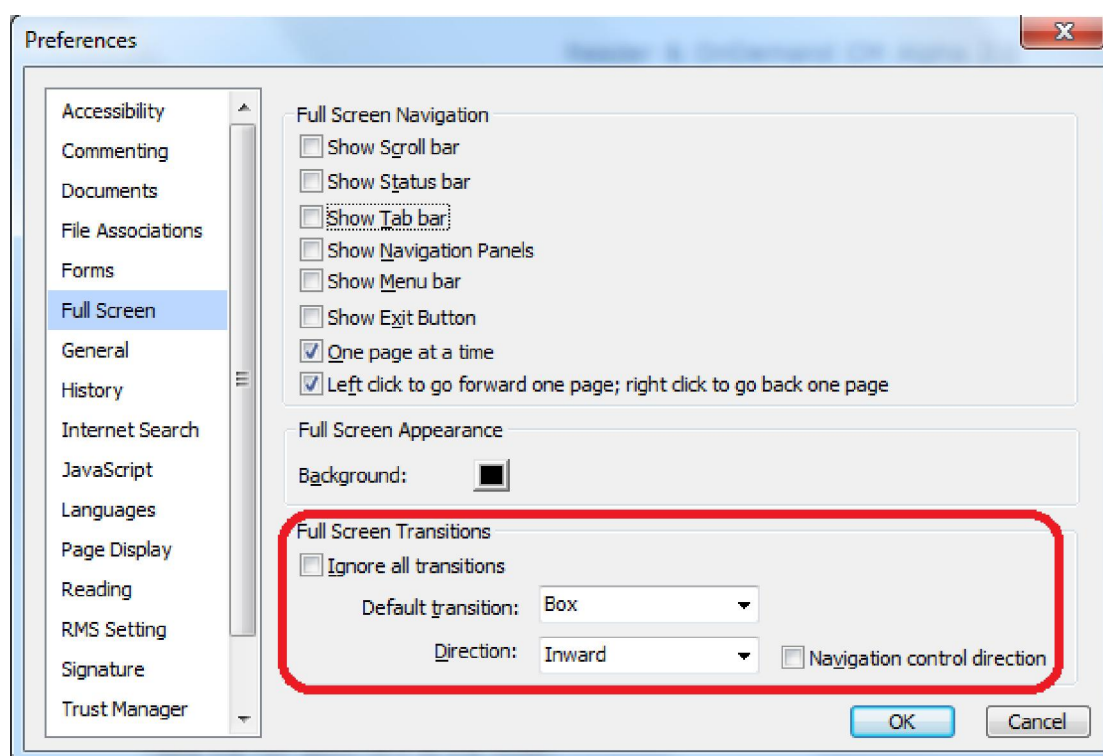 Preferences
Accessibility
Commenting
Documents
File Associations
Forms
Full Screen
General
History
Internet Search
JavaScript
Languages
Page Display
Reading
RMS Setting
Signature
Trust Manager
Full Screen Navigation
Show Scroll bar
Show Status bar
Show Tab bar
Show Navigation Panels
Show Menu bar
Show Exit Button
One page at a time
Left click to go forward one page; right click to go back one page
Full Screen Appearance
Background:
Full Screen Transitions
Ignore all transitions
Default transition: Box
Direction: Inward Navigation control direction
OK Cancel